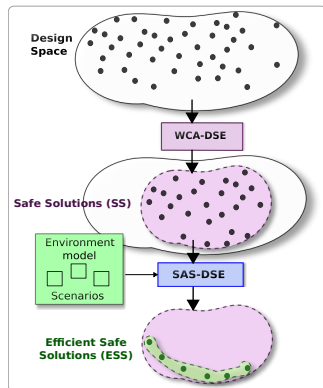 Design
Space
WCA-DSE
Safe Solutions (SS)
Environment
model
Scenarios
SAS-DSE
Efficient Safe
Solutions (ESS)